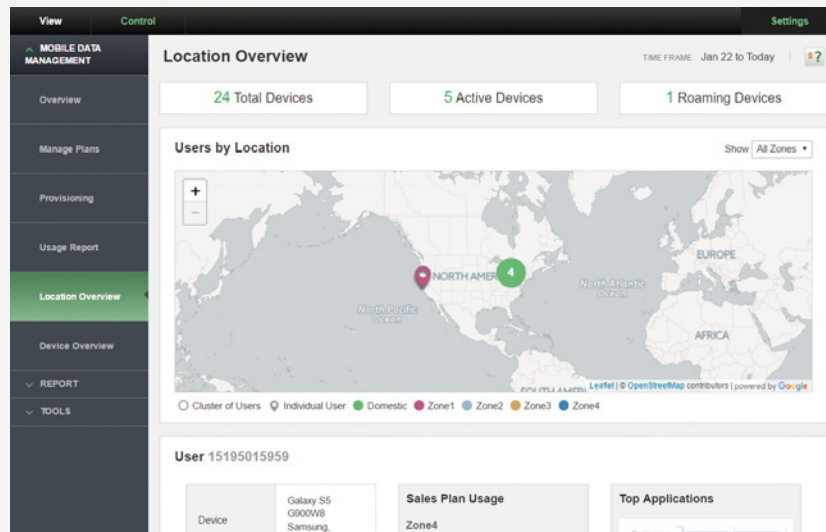 View Control Settings
MOBILE DATA
MANAGEMENT
Location Overview
TIME FRAME Jan 22 to Today
?
Overview
24 Total Devices
5 Active Devices
1 Roaming Devices
Manage Plans
Users by Location
Show All Zones
+
−
Provisioning
Usage Report
EUROPE
NORTH AMER
4
Location Overview
North Atlantic
Ocean
North Pacific
Ocean
Device Overview
AFRICA
REPORT
SOUTH AMERI
Leaflet | © OpenStreetMap contributors | powered by Google
TOOLS
Cluster of Users Individual User Domestic Zone1 Zone2 Zone3 Zone4
User 15195015959
Device
Galaxy S5
G900W8
Samsung,
Sales Plan Usage
Zone4
Top Applications